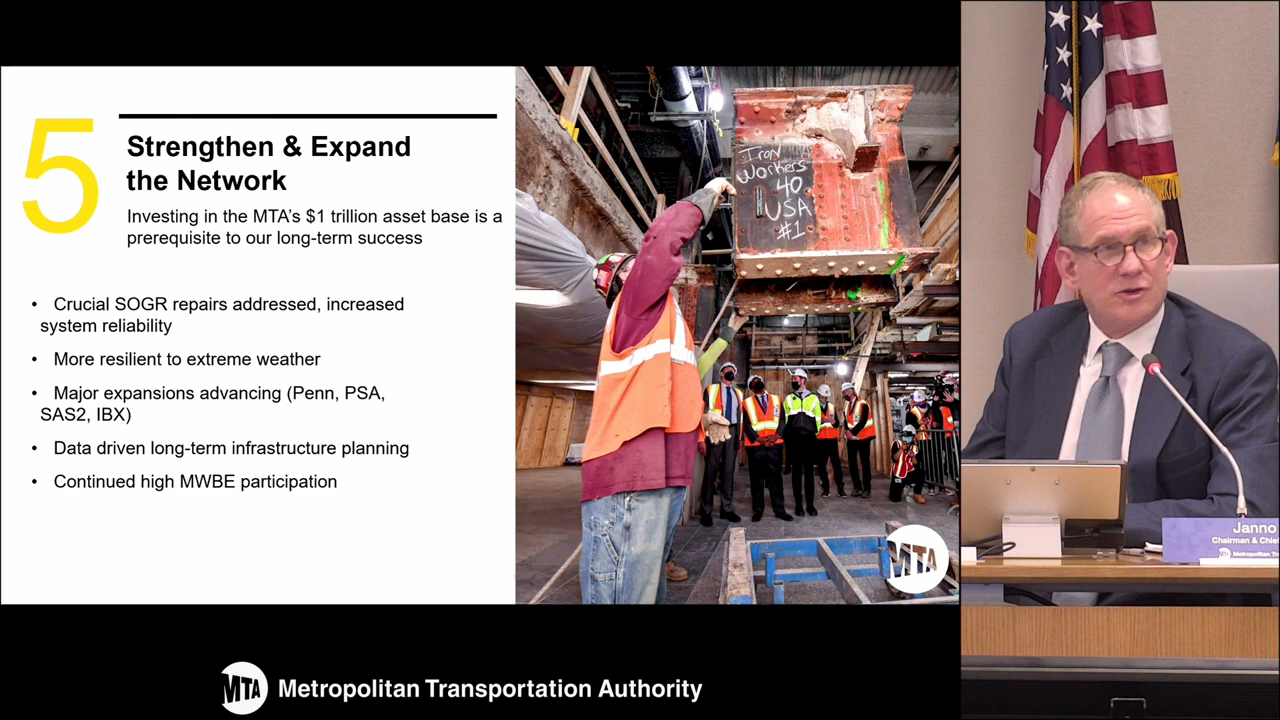 5
Strengthen & Expand
the Network
Investing in the MTA's $1 trillion asset base is a
prerequisite to our long-term success
• Crucial SOGR repairs addressed, increased
system reliability
• More resilient to extreme weather
• Major expansions advancing (Penn, PSA,
SAS2, IBX)
• Data driven long-term infrastructure planning
• Continued high MWBE participation
Iron
Workers
40
USA
#1
MTA
Janno
Chairman & Chie
MTA Metropolitan Tra
MTA Metropolitan Transportation Authority